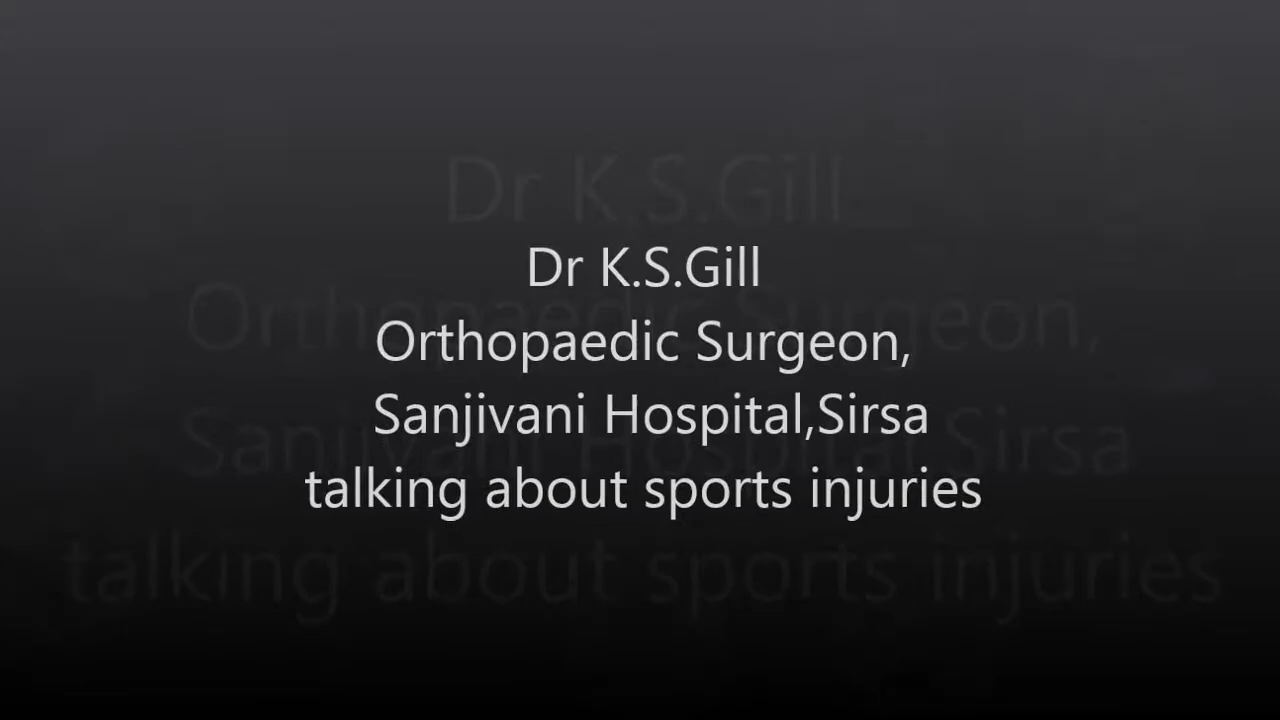 Dr K.S.Gill
Orthopaedic Surgeon,
Sanjivani Hospital,Sirsa
talking about sports injuries